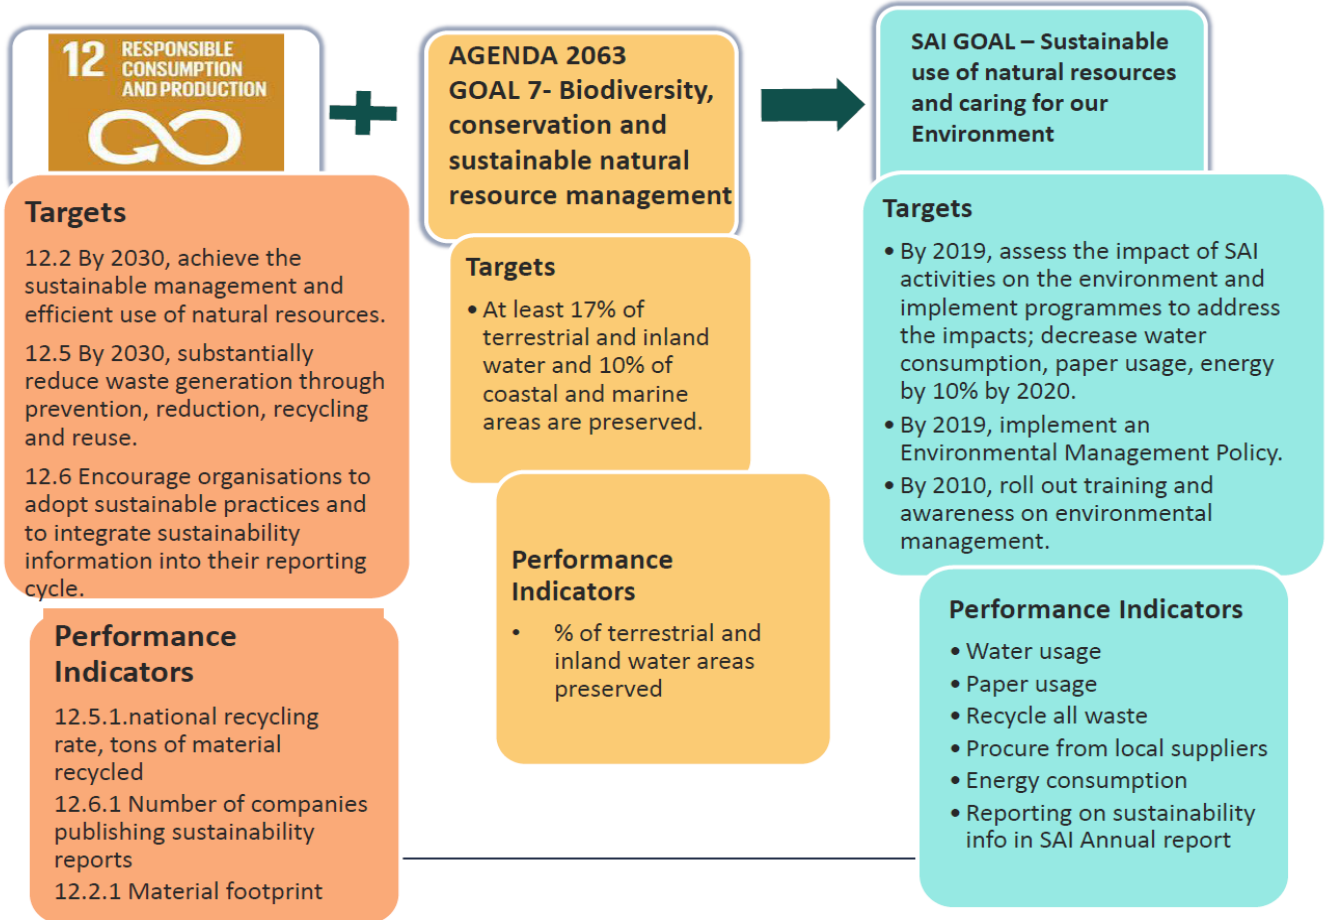 12 RESPONSIBLE
CONSUMPTION
AND PRODUCTION
Targets
12.2 By 2030, achieve the
sustainable management and
efficient use of natural resources.
12.5 By 2030, substantially
reduce waste generation through
prevention, reduction, recycling
and reuse.
12.6 Encourage organisations to
adopt sustainable practices and
to integrate sustainability
information into their reporting
cycle.
Performance
Indicators
12.5.1.national recycling
rate, tons of material
recycled
12.6.1 Number of companies
publishing sustainability
reports
12.2.1 Material footprint
AGENDA 2063
GOAL 7- Biodiversity,
conservation and
sustainable natural
resource management
Targets
• At least 17% of
terrestrial and inland
water and 10% of
coastal and marine
areas are preserved.
Performance
Indicators
• % of terrestrial and
inland water areas
preserved
SAI GOAL – Sustainable
use of natural resources
and caring for our
Environment
Targets
• By 2019, assess the impact of SAI
activities on the environment and
implement programmes to address
the impacts; decrease water
consumption, paper usage, energy
by 10% by 2020.
• By 2019, implement an
Environmental Management Policy.
• By 2010, roll out training and
awareness on environmental
management.
Performance Indicators
• Water usage
• Paper usage
• Recycle all waste
• Procure from local suppliers
• Energy consumption
• Reporting on sustainability
info in SAI Annual report